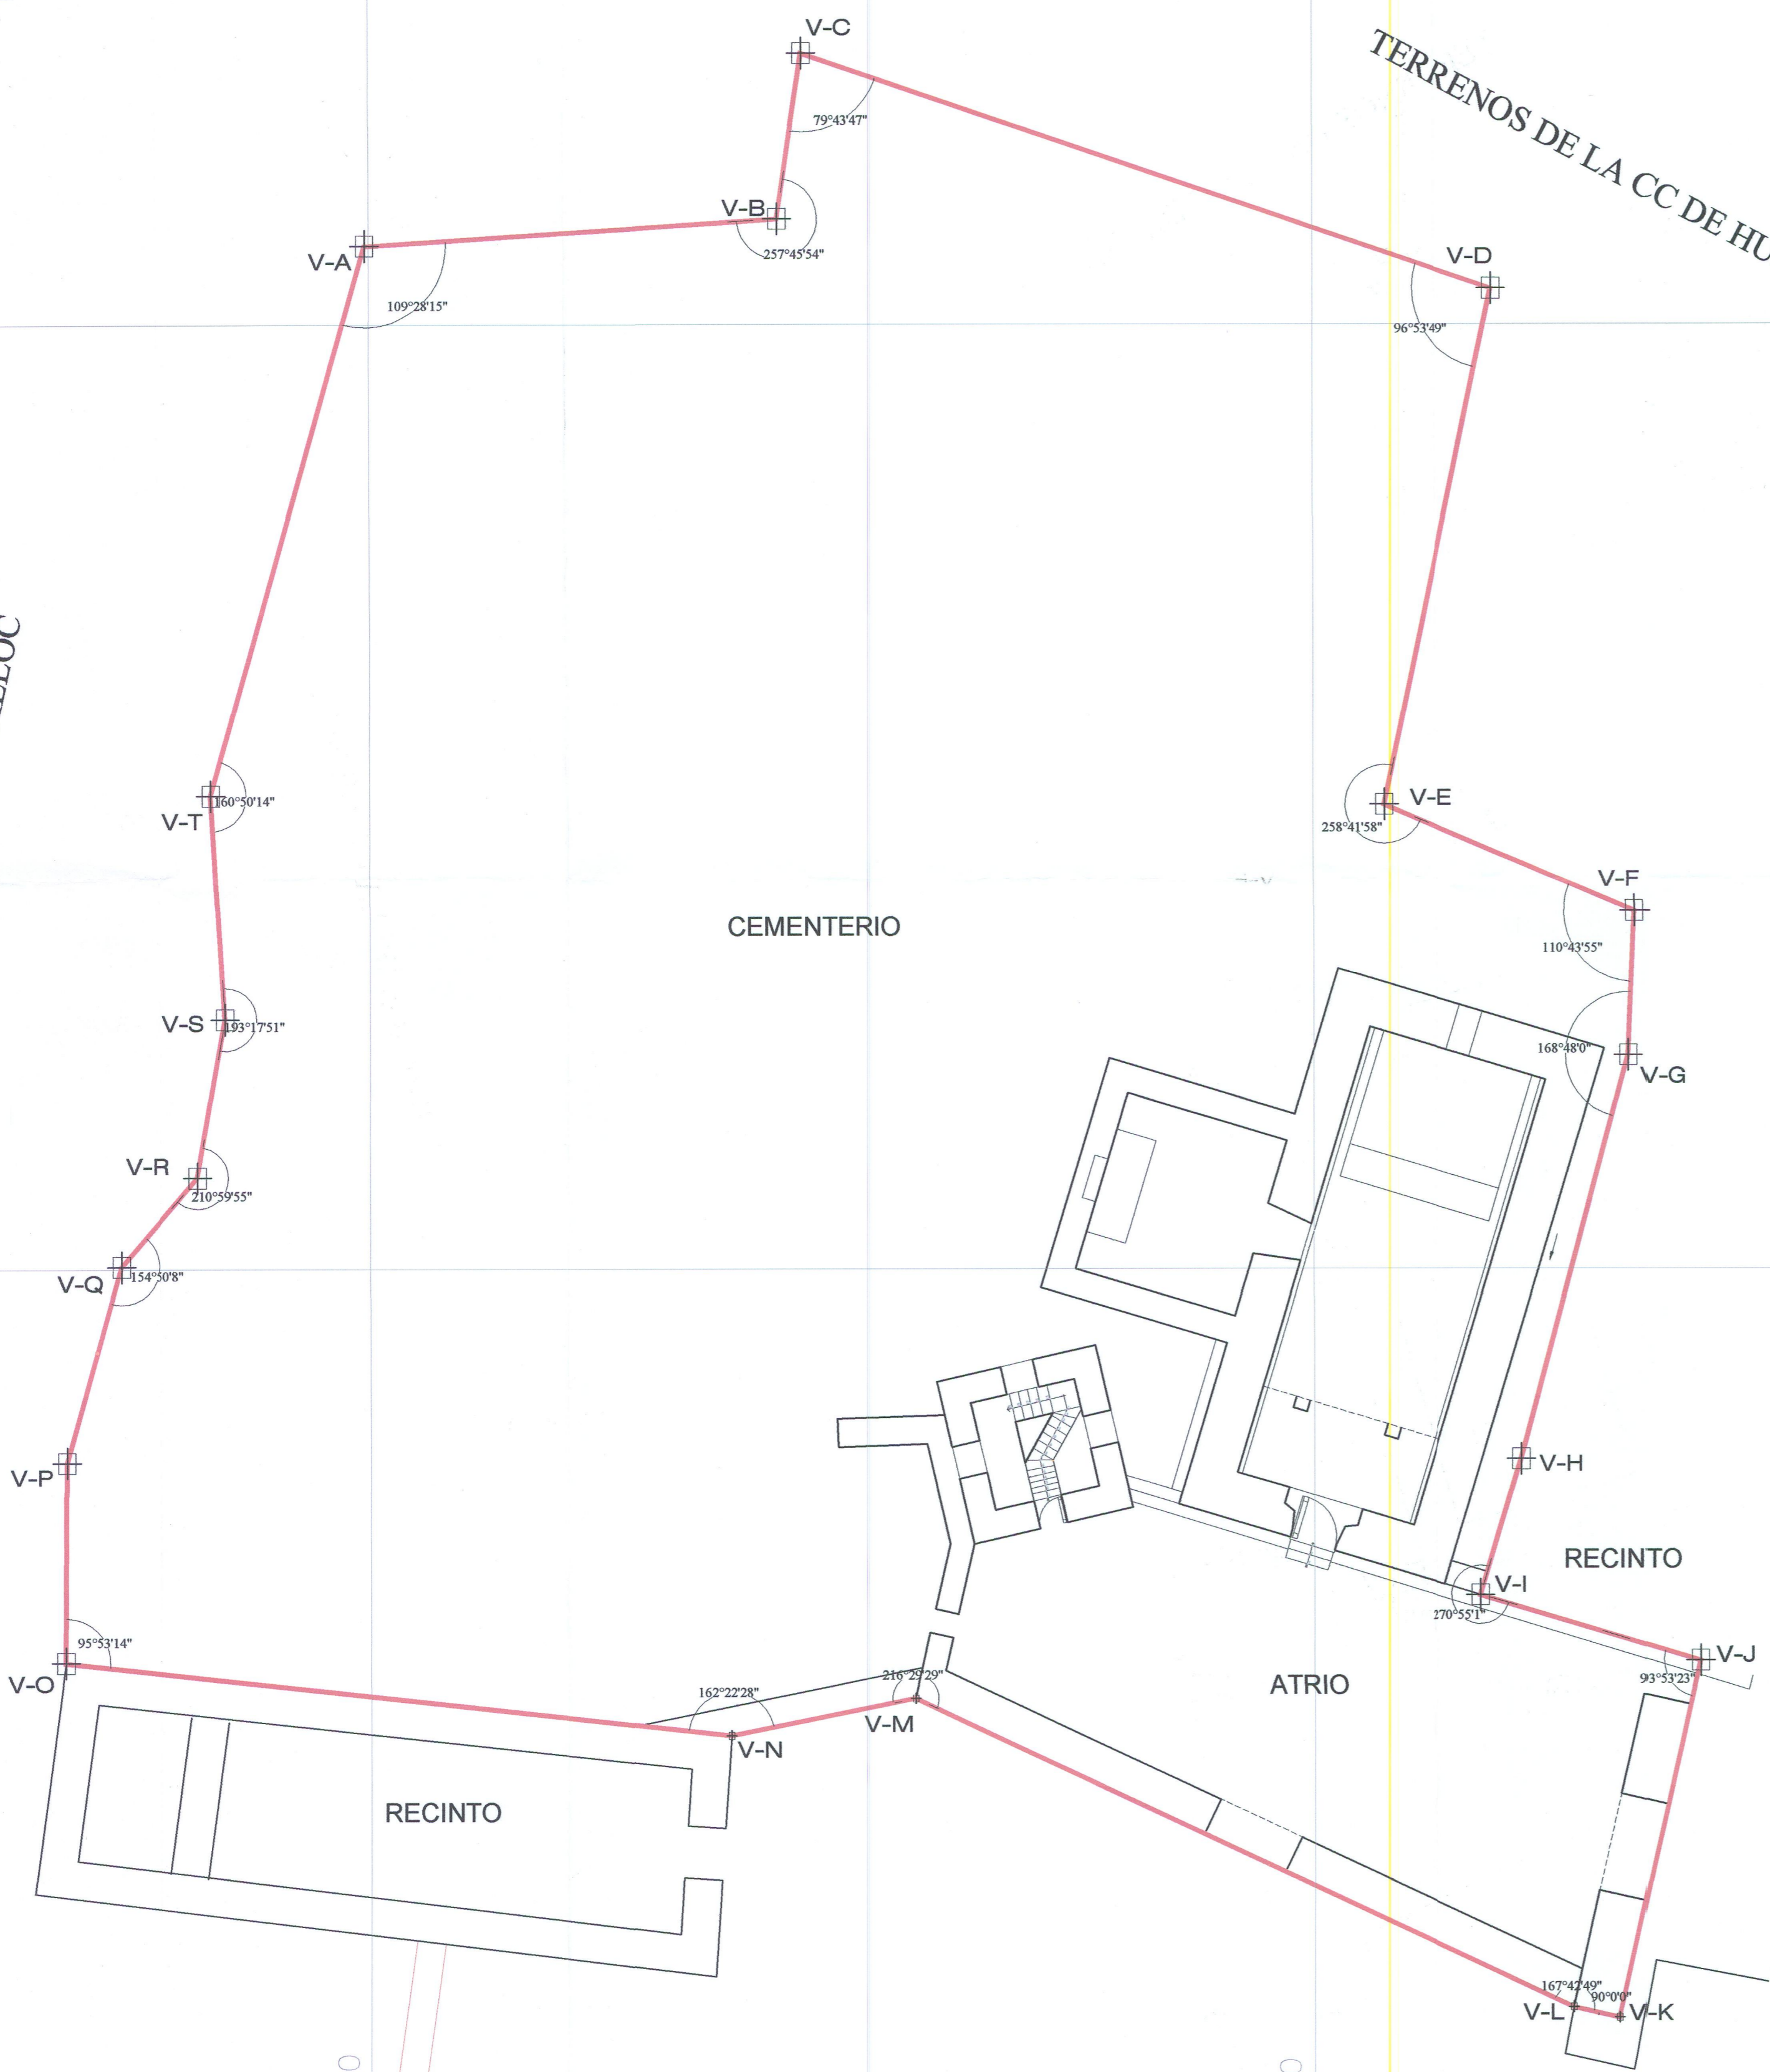 V-C
TERRENOS DE LA CC DE HU
79°43'47"
V-B
257°45'54"
V-A
109°28'15"
V-D
96°53'49"
V-E
258°41'58"
V-T
160°50'14"
V-F
110°43'55"
CEMENTERIO
V-S
193°17'51"
168°48'0"
V-G
V-R
210°59'55"
V-Q
154°50'8"
V-P
V-H
RECINTO
V-I
270°55'1"
95°53'14"
V-O
V-J
93°53'23"
216°29'29"
ATRIO
162°22'28"
V-M
V-N
RECINTO
167°42'49"
90°0'0"
V-L
V-K